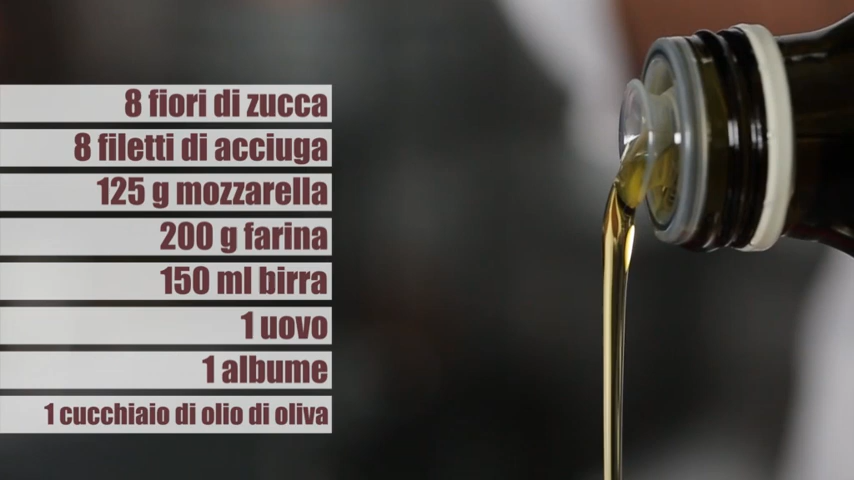 8 fiori di zucca
8 filetti di acciuga
125 g mozzarella
200 g farina
150 ml birra
1 uovo
1 albume
1 cucchiaio di olio di oliva